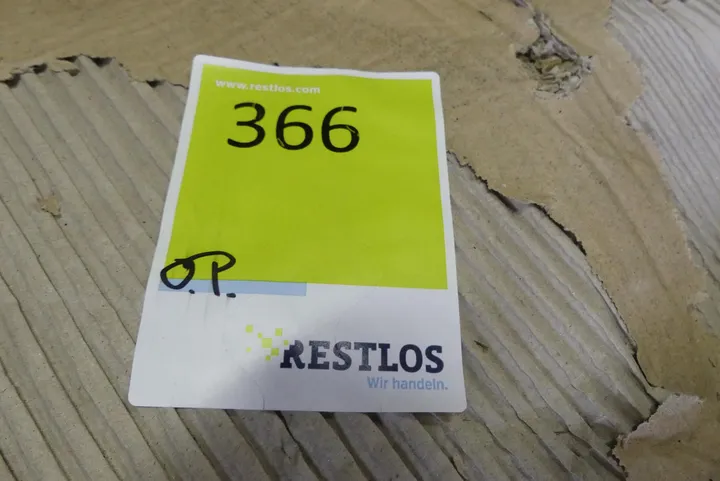 www.restlos.com
366
O.P.
RESTLOS
Wir handeln.